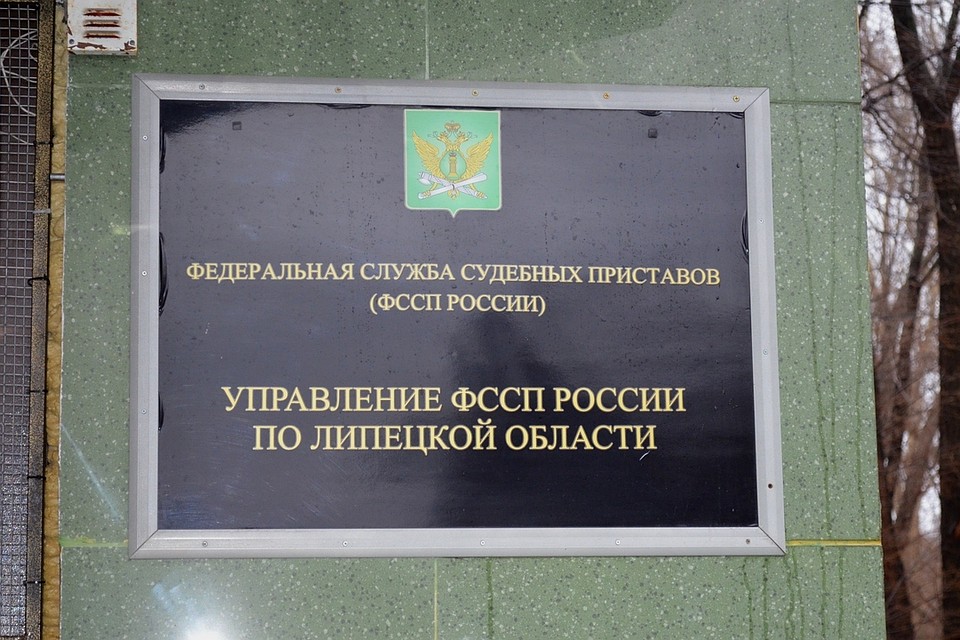 ФЕДЕРАЛЬНАЯ СЛУЖБА СУДЕБНЫХ ПРИСТАВОВ
(ФССП РОССИИ)
УПРАВЛЕНИЕ ФССП РОССИИ
ПО ЛИПЕЦКОЙ ОБЛАСТИ